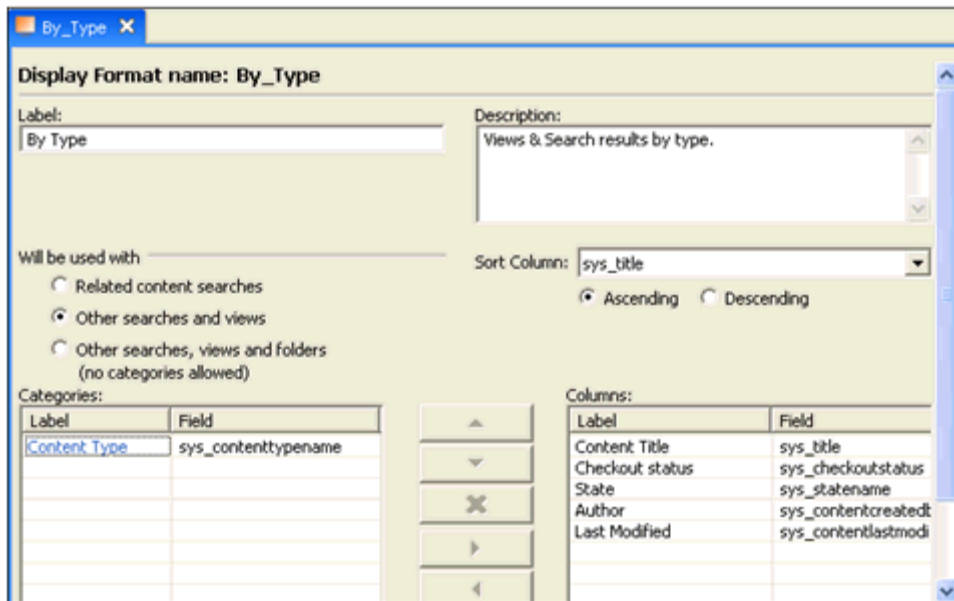 By_Type
Display Format name: By_Type
Label:
By Type
Description:
Views & Search results by type.
Will be used with
Related content searches
Other searches and views
Other searches, views and folders
(no categories allowed)
Sort Column:
sys_title
Ascending
Descending
Categories:
Label Field
Content Type sys_contenttypename
Columns:
Label Field
Content Title sys_title
Checkout status sys_checkoutstatus
State sys_statename
Author sys_contentcreatedb
Last Modified sys_contentlastmodi